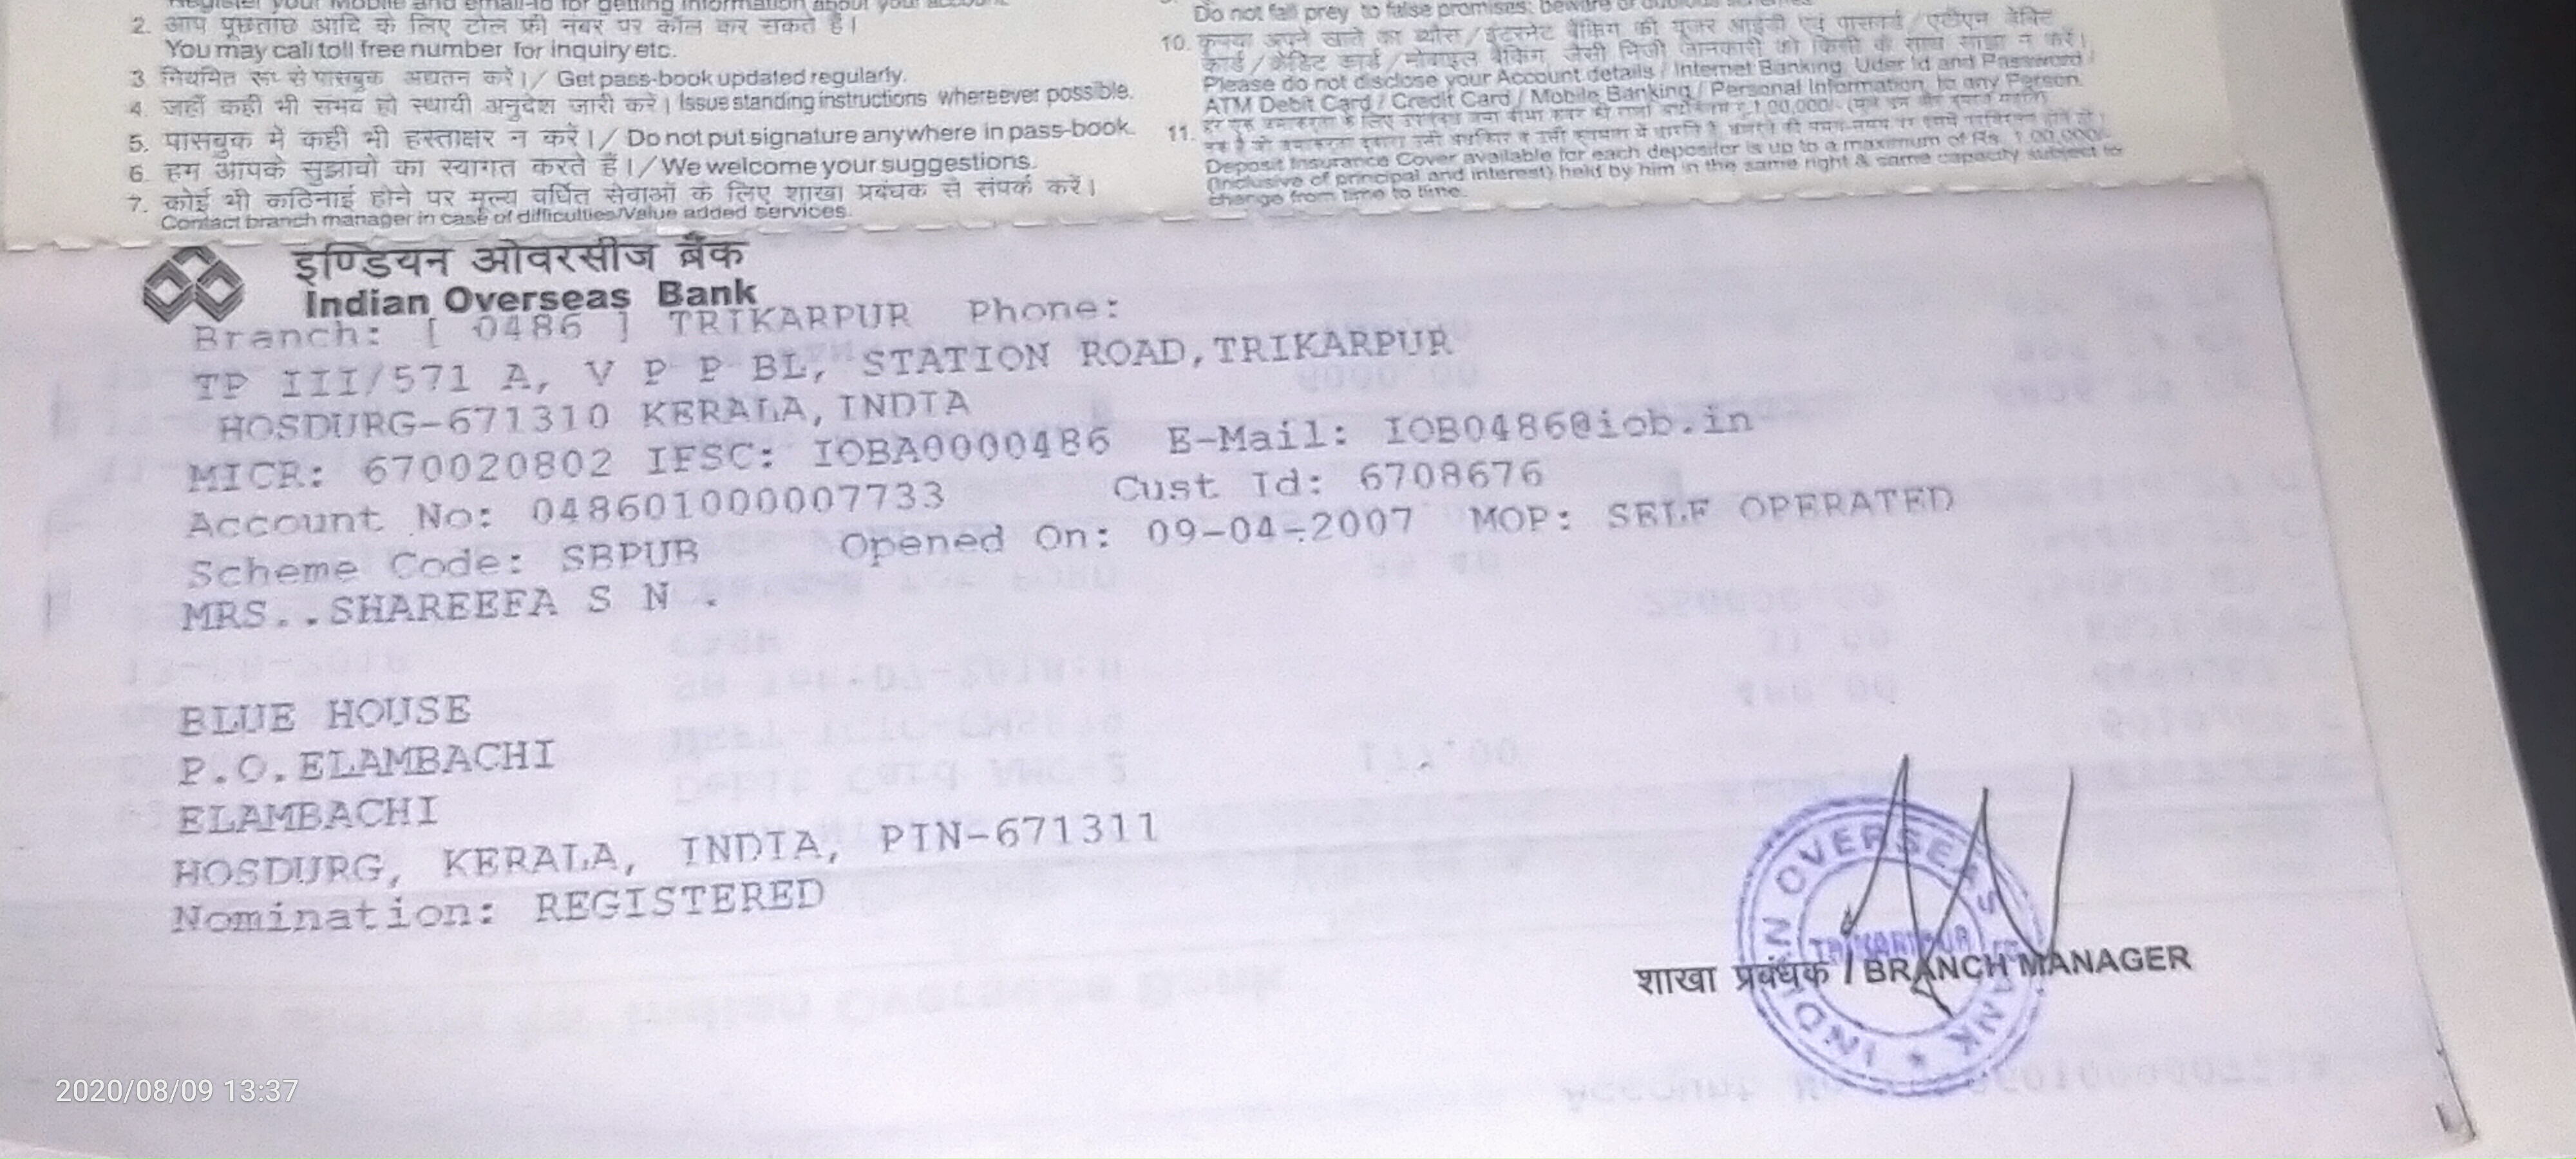 Register your Mobile and email-id for getting information about your account
2. आप पूछताछ आदि के लिए टोल फ्री नंबर पर कॉल कर सकते हैं।
You may call toll free number for inquiry etc.
3 नियमित रूप से पासबुक अद्यतन करें।/ Get pass-book updated regularly.
4. जहाँ कहीं भी संभव हो स्थायी अनुदेश जारी करें। Issue standing instructions whereever possible.
5. पासबुक में कहीं भी हस्ताक्षर न करें।/ Do not put signature anywhere in pass-book.
6. हम आपके सुझावों का स्वागत करते हैं।/ We welcome your suggestions.
7. कोई भी कठिनाई होने पर मूल्य वर्धित सेवाओं के लिए शाखा प्रबंधक से संपर्क करें।
Contact branch manager in case of difficulties/Value added services.
Do not fall prey to false promises; beware of
10. कृपया अपने खाते का ब्यौरा/इंटरनेट बैंकिंग की यूजर आईडी एवं पासवर्ड/एटीएम डेबिट
कार्ड/क्रेडिट कार्ड/मोबाइल बैंकिंग जैसी निजी जानकारी को किसी के साथ साझा न करें।
Please do not disclose your Account details / Internet Banking, Uder Id and Password /
ATM Debit Card / Credit Card / Mobile Banking / Personal Information, to any Person.
11.
Deposit Insurance Cover available for each depositor is up to a maximum of Rs. 1,00,000/-
(Inclusive of principal and interest) held by him in the same right & same capacity subject to
change from time to time.
इण्डियन ओवरसीज बैंक
Indian Overseas Bank
Branch: [ 0486 ] TRIKARPUR Phone:
TP III/571 A, V P P BL, STATION ROAD,TRIKARPUR
HOSDURG-671310 KERALA,INDIA
MICR: 670020802 IFSC: IOBA0000486 E-Mail: IOB0486@iob.in
Account No: 048601000007733 Cust Id: 6708676
Scheme Code: SBPUB Opened On: 09-04-2007 MOP: SELF OPERATED
MRS..SHAREEFA S N .
BLUE HOUSE
P.O.ELAMBACHI
ELAMBACHI
HOSDURG, KERALA, INDIA, PIN-671311
Nomination: REGISTERED
INDIAN OVERSEAS BANK
TRIKARPUR
शाखा प्रबंधक / BRANCH MANAGER
2020/08/09 13:37